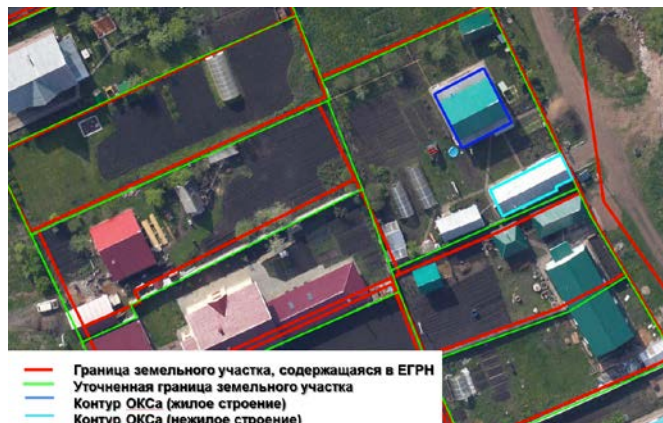 Граница земельного участка, содержащаяся в ЕГРН
Уточненная граница земельного участка
Контур ОКСа (жилое строение)
Контур ОКСа (нежилое строение)